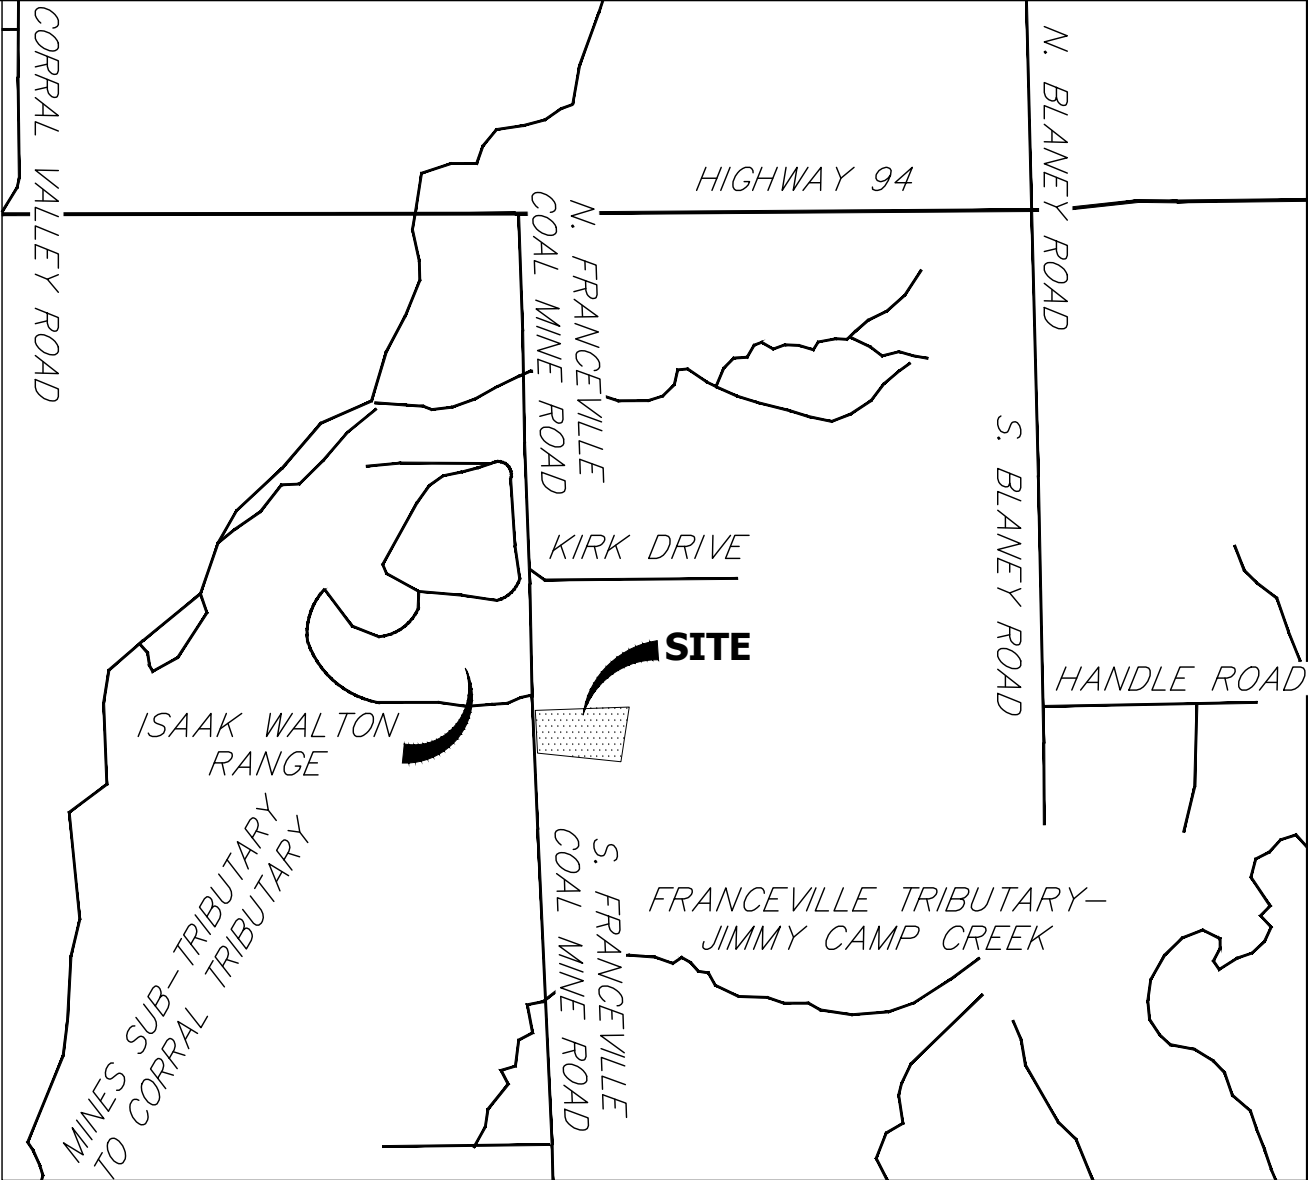 CORRAL VALLEY ROAD
N. BLANEY ROAD
HIGHWAY 94
N. FRANCEVILLE
COAL MINE ROAD
S. BLANEY ROAD
KIRK DRIVE
SITE
HANDLE ROAD
ISAAK WALTON
RANGE
MINES SUB-TRIBUTARY
TO CORRAL TRIBUTARY
S. FRANCEVILLE
COAL MINE ROAD
FRANCEVILLE TRIBUTARY-
JIMMY CAMP CREEK